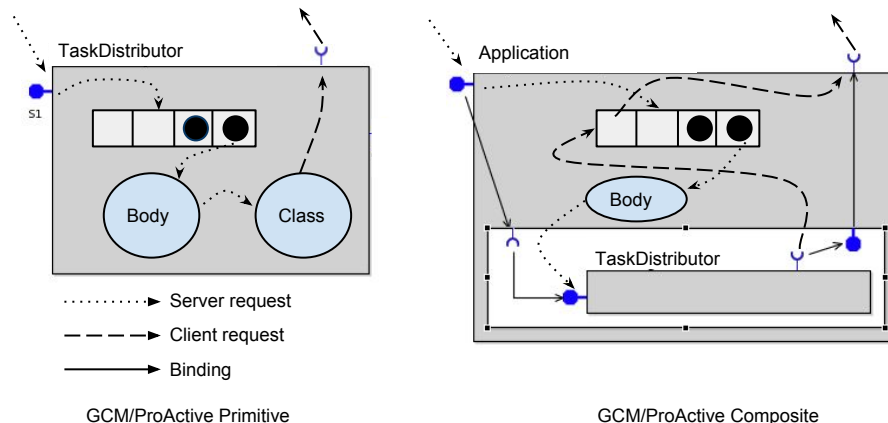 TaskDistributor
S1
Body
Class
Server request
Client request
Binding
GCM/ProActive Primitive
Application
Body
TaskDistributor
GCM/ProActive Composite